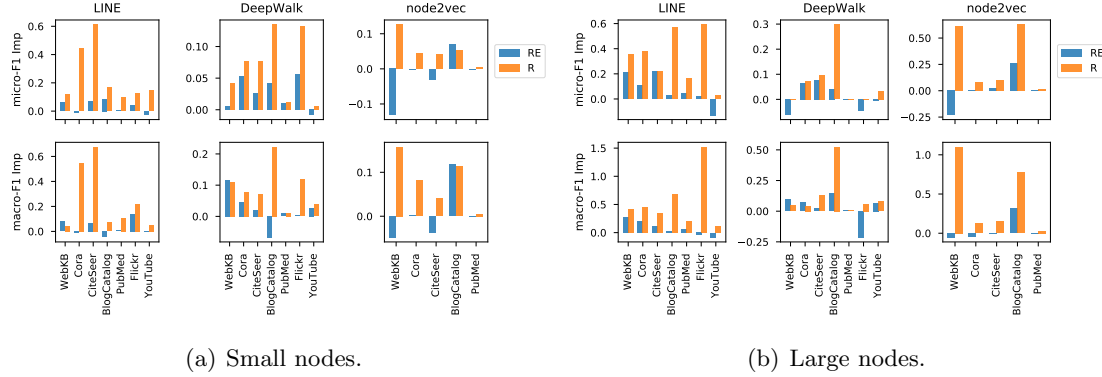 LINE
DeepWalk
node2vec
micro-F1 Imp
0.6
0.4
0.2
0.0
0.10
0.05
0.00
0.1
0.0
−0.1
RE
R
macro-F1 Imp
0.6
0.4
0.2
0.0
0.2
0.1
0.0
0.1
0.0
WebKB
Cora
CiteSeer
BlogCatalog
PubMed
Flickr
YouTube
WebKB
Cora
CiteSeer
BlogCatalog
PubMed
Flickr
YouTube
WebKB
Cora
CiteSeer
BlogCatalog
PubMed
(a) Small nodes.
LINE
DeepWalk
node2vec
micro-F1 Imp
0.6
0.4
0.2
0.0
0.3
0.2
0.1
0.0
0.50
0.25
0.00
−0.25
RE
R
macro-F1 Imp
1.5
1.0
0.5
0.0
0.50
0.25
0.00
−0.25
1.0
0.5
0.0
WebKB
Cora
CiteSeer
BlogCatalog
PubMed
Flickr
YouTube
WebKB
Cora
CiteSeer
BlogCatalog
PubMed
Flickr
YouTube
WebKB
Cora
CiteSeer
BlogCatalog
PubMed
(b) Large nodes.